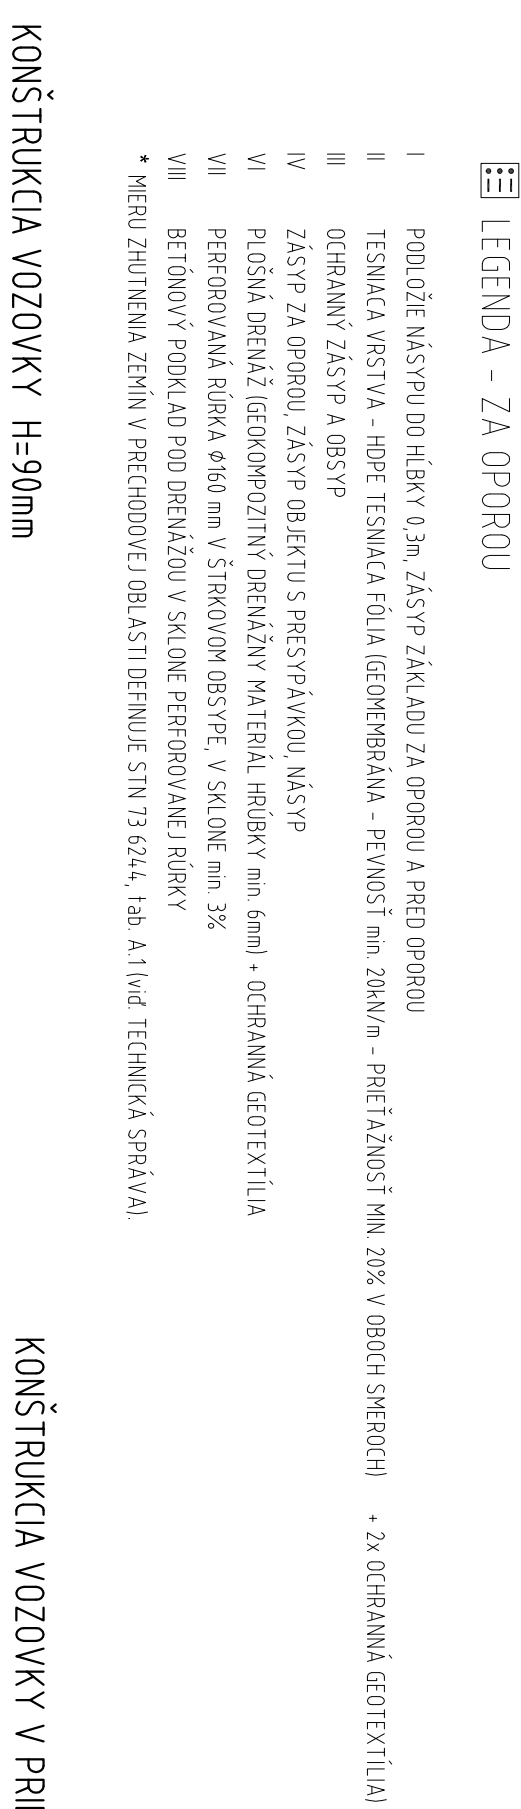 LEGENDA - ZA OPOROU
I PODLOŽIE NÁSYPU DO HĹBKY 0,3m, ZÁSYP ZÁKLADU ZA OPOROU A PRED OPOROU
II TESNIACA VRSTVA - HDPE TESNIACA FÓLIA (GEOMEMBRÁNA - PEVNOSŤ min. 20kN/m - PRIEŤAŽNOSŤ MIN. 20% V OBOCH SMEROCH) + 2x OCHRANNÁ GEOTEXTÍLIA)
III OCHRANNÝ ZÁSYP A OBSYP
IV ZÁSYP ZA OPOROU, ZÁSYP OBJEKTU S PRESYPÁVKOU, NÁSYP
VI PLOŠNÁ DRENÁŽ (GEOKOMPOZITNÝ DRENÁŽNY MATERIÁL HRÚBKY min. 6mm) + OCHRANNÁ GEOTEXTÍLIA
VII PERFOROVANÁ RÚRKA Ø160 mm V ŠTRKOVOM OBSYPE, V SKLONE min. 3%
VIII BETÓNOVÝ PODKLAD POD DRENÁŽOU V SKLONE PERFOROVANEJ RÚRKY
* MIERU ZHUTNENIA ZEMÍN V PRECHODOVEJ OBLASTI DEFINUJE STN 73 6244, tab. A.1 (viď. TECHNICKÁ SPRÁVA).
KONŠTRUKCIA VOZOVKY H=90mm
KONŠTRUKCIA VOZOVKY V